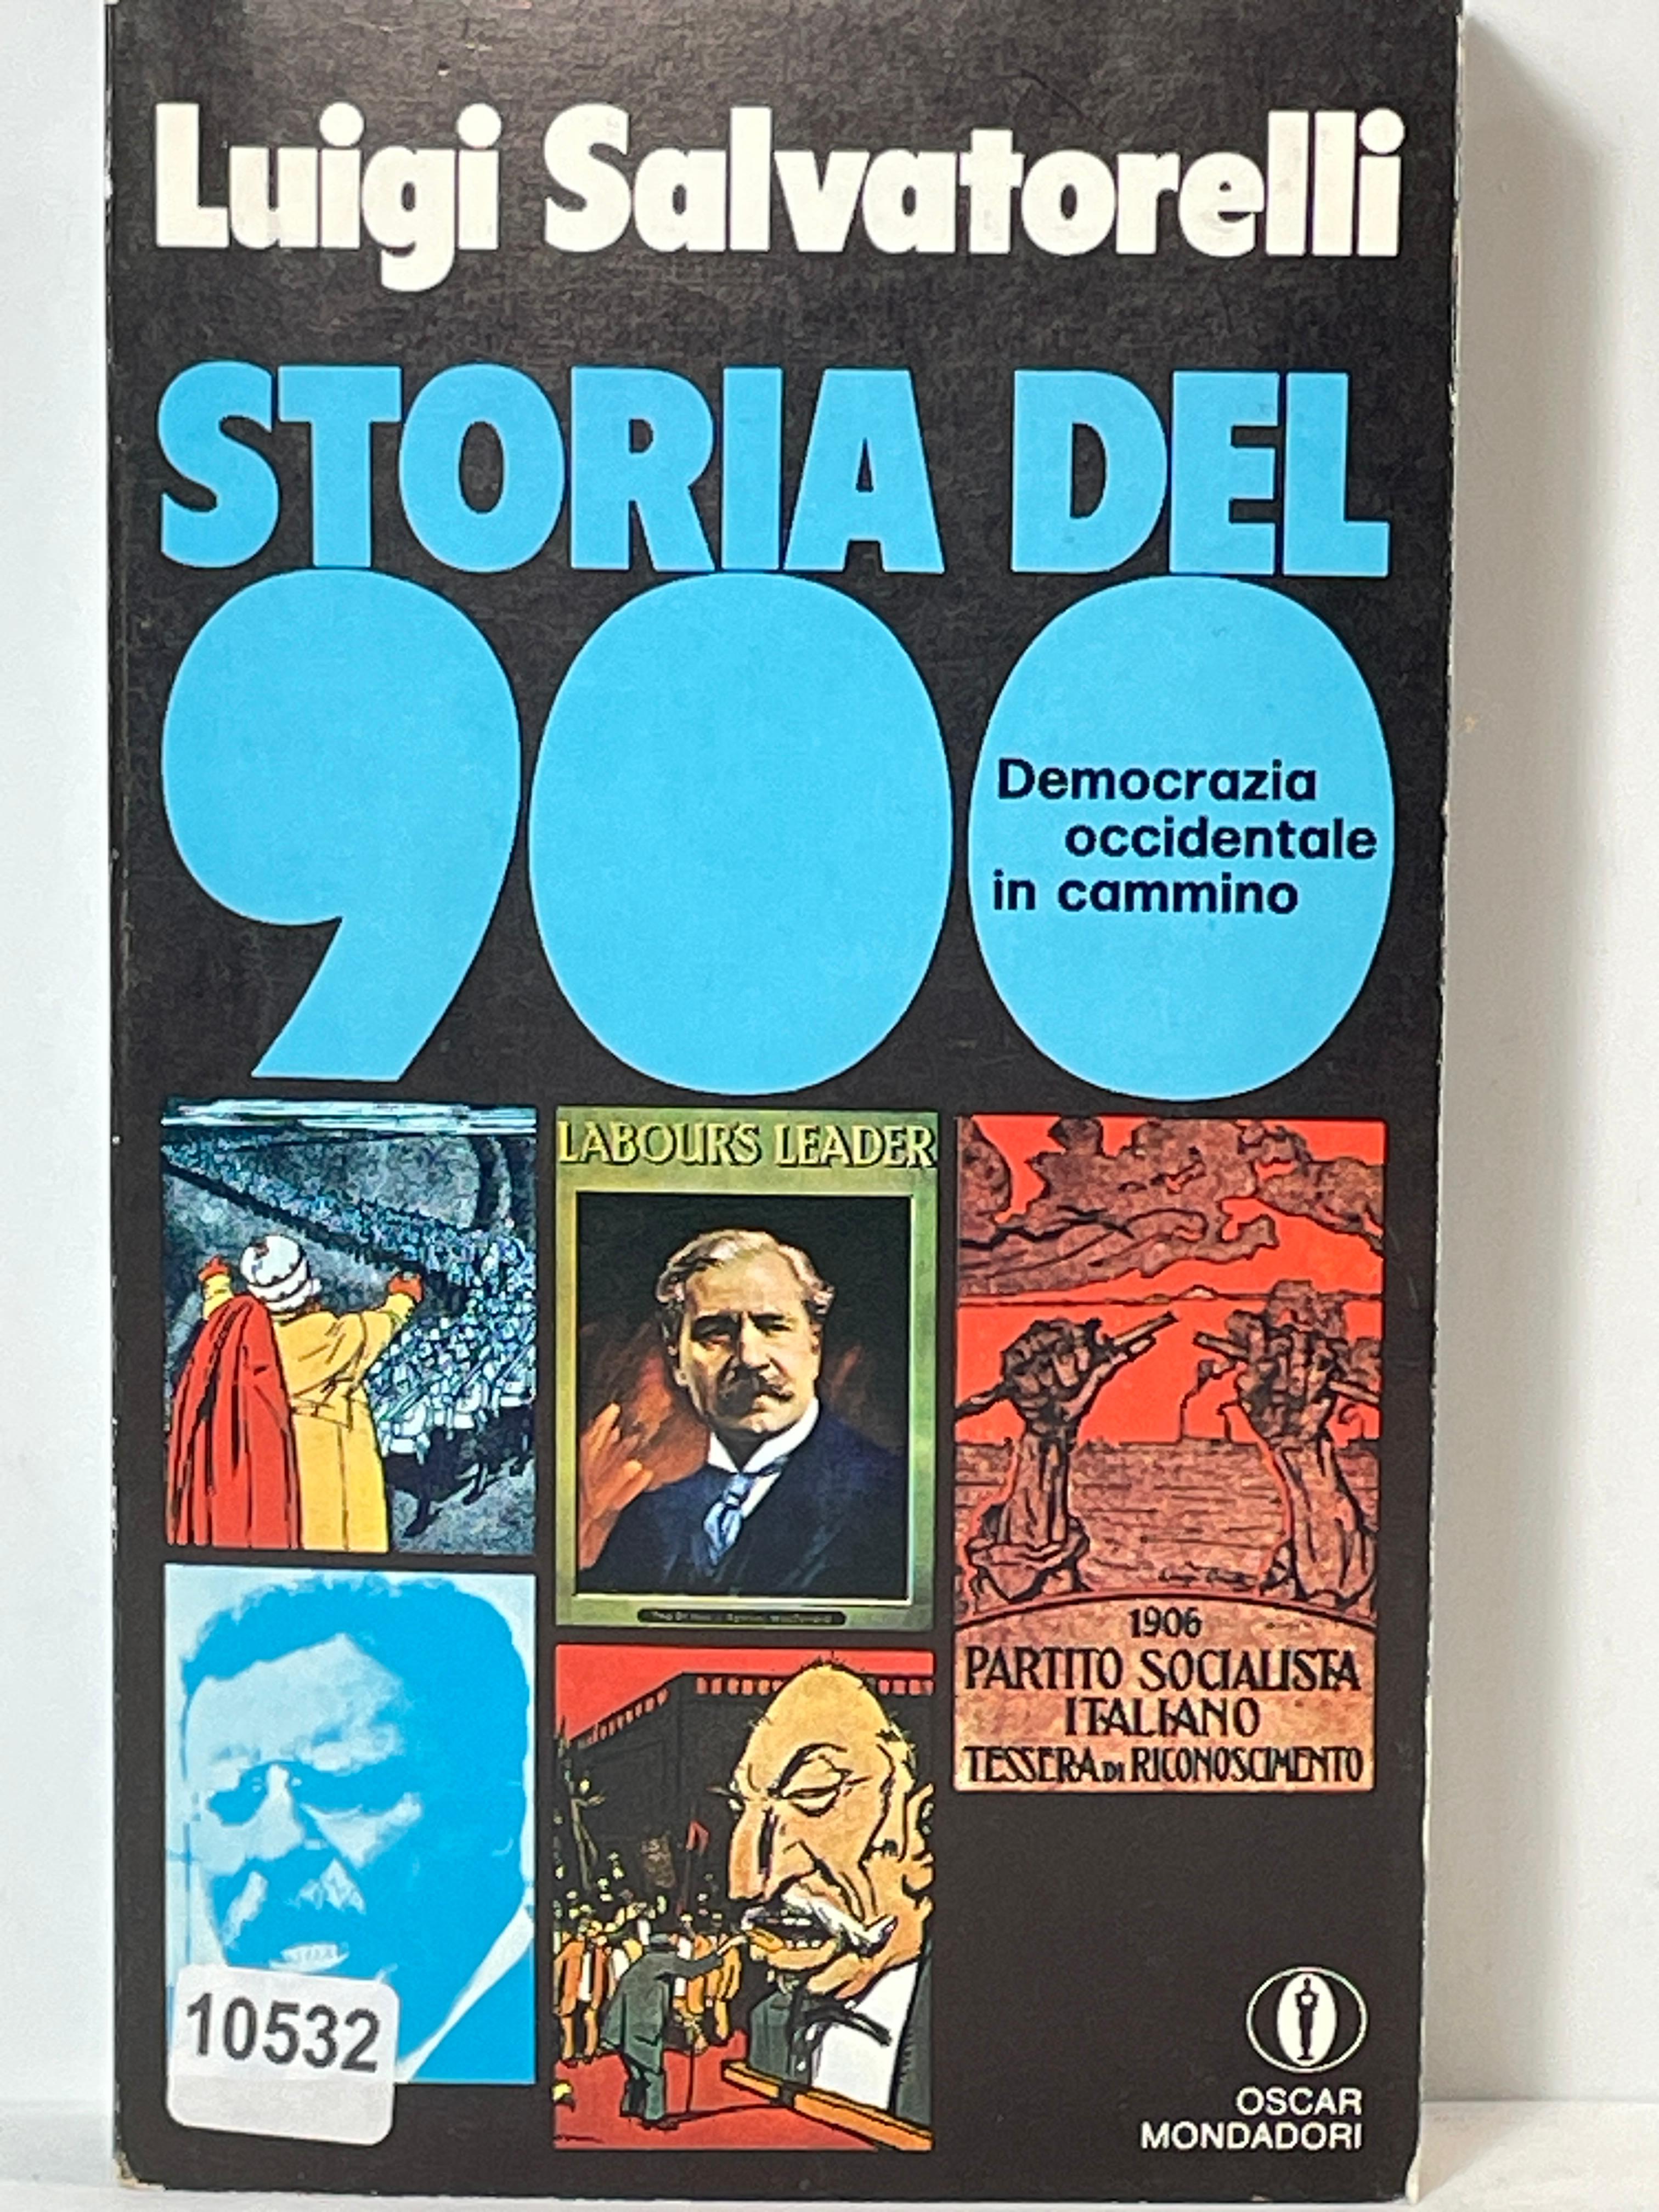 Luigi Salvatorelli
STORIA DEL
900
Democrazia
occidentale
in cammino
LABOUR'S LEADER
1906
PARTITO SOCIALISTA
ITALIANO
TESSERA DI RICONOSCIMENTO
10532
OSCAR
MONDADORI